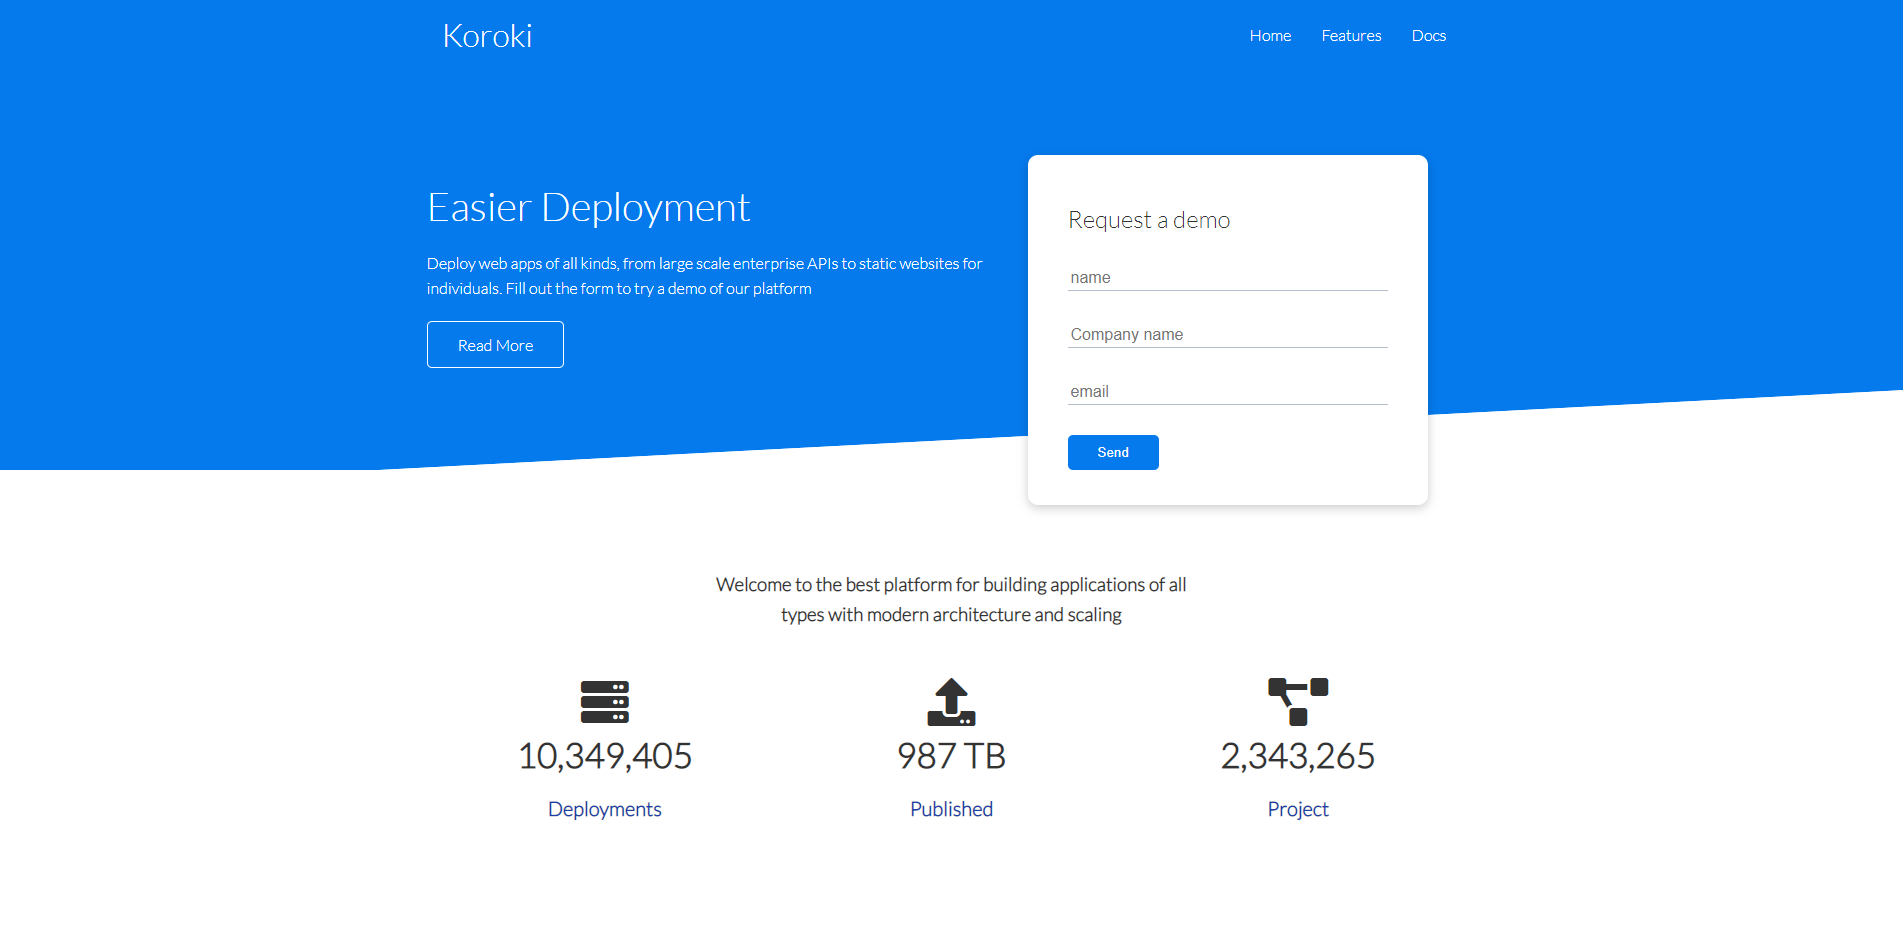 Koroki
Home Features Docs
Easier Deployment
Deploy web apps of all kinds, from large scale enterprise APIs to static websites for
individuals. Fill out the form to try a demo of our platform
Read More
Request a demo
name
Company name
email
Send
Welcome to the best platform for building applications of all
types with modern architecture and scaling
10,349,405
Deployments
987 TB
Published
2,343,265
Project